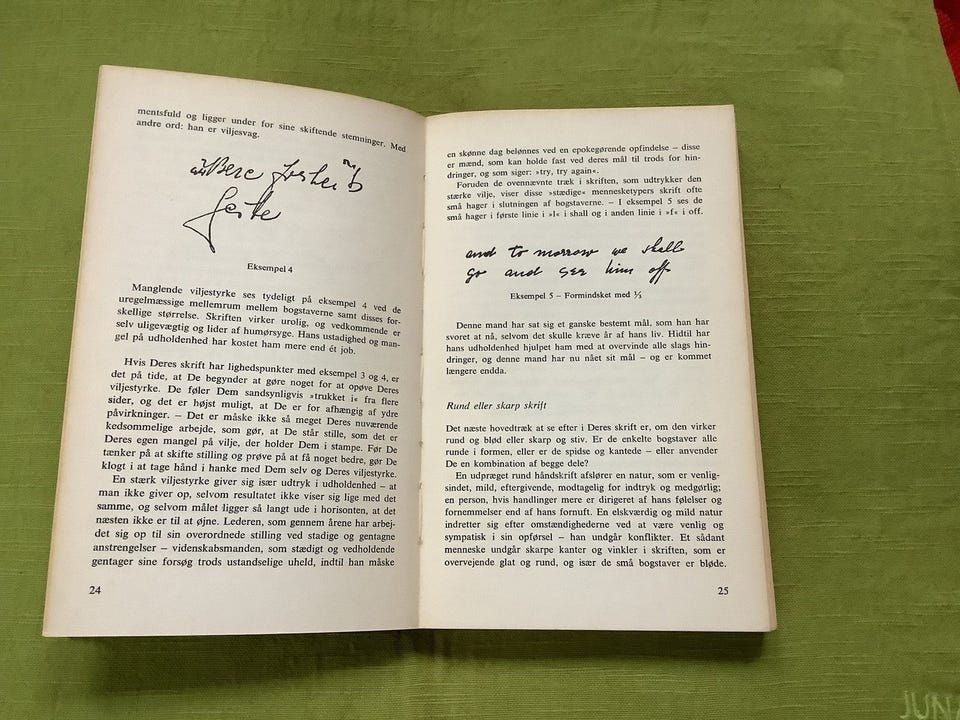 mentsfuld og ligger under for sine skiftende stemninger. Med
andre ord: han er viljesvag.
Eksempel 4
Manglende viljestyrke ses tydeligt på eksempel 4 ved de
uregelmæssige mellemrum mellem bogstaverne samt disses for-
skellige størrelse. Skriften virker urolig, og vedkommende er
selv uligevægtig og lider af humørsyge. Hans ustadighed og man-
gel på udholdenhed har kostet ham mere end ét job.
Hvis Deres skrift har lighedspunkter med eksempel 3 og 4, er
det på tide, at De begynder at gøre noget for at opøve Deres
viljestyrke. De føler Dem sandsynligvis »trukket i« fra flere
sider, og det er højst muligt, at De er for afhængig af ydre
påvirkninger. – Det er måske ikke så meget Deres nuværende
kedsommelige arbejde, som gør, at De står stille, som det er
Deres egen mangel på vilje, der holder Dem i stampe. Før De
tænker på at skifte stilling og prøve på at få noget bedre, gør De
klogt i at tage hånd i hanke med Dem selv og Deres viljestyrke.
En stærk viljestyrke giver sig især udtryk i udholdenhed – at
man ikke giver op, selvom resultatet ikke viser sig lige med det
samme, og selvom målet ligger så langt ude i horisonten, at det
næsten ikke er til at øjne. Lederen, som gennem årene har arbej-
det sig op til sin overordnede stilling ved stadige og gentagne
anstrengelser – videnskabsmanden, som stædigt og vedholdende
gentager sine forsøg trods ustandselige uheld, indtil han måske
24
en skønne dag belønnes ved en epokegørende opfindelse – disse
er mænd, som kan holde fast ved deres mål til trods for hin-
dringer, og som siger: »try, try again«.
Foruden de ovennævnte træk i skriften, som udtrykker den
stærke vilje, viser disse »stædige« mennesketypers skrift ofte
små hager i slutningen af bogstaverne. – I eksempel 5 ses de
små hager i første linie i »l« i shall og i anden linie i »f« i off.
and to morrow we shall
go and see him off
Eksempel 5 – Formindsket med ⅓
Denne mand har sat sig et ganske bestemt mål, som han har
svoret at nå, selvom det skulle kræve år af hans liv. Hidtil har
hans udholdenhed hjulpet ham med at overvinde alle slags hin-
dringer, og denne mand har nu nået sit mål – og er kommet
længere endda.
Rund eller skarp skrift
Det næste hovedtræk at se efter i Deres skrift er, om den virker
rund og blød eller skarp og stiv. Er de enkelte bogstaver alle
runde i formen, eller er de spidse og kantede – eller anvender
De en kombination af begge dele?
En udpræget rund håndskrift afslører en natur, som er venlig-
sindet, mild, eftergivende, modtagelig for indtryk og medgørlig;
en person, hvis handlinger mere er dirigeret af hans følelser og
fornemmelser end af hans fornuft. En elskværdig og mild natur
indretter sig efter omstændighederne ved at være venlig og
sympatisk i sin opførsel – han undgår konflikter. Et sådant
menneske undgår skarpe kanter og vinkler i skriften, som er
overvejende glat og rund, og især de små bogstaver er bløde.
25